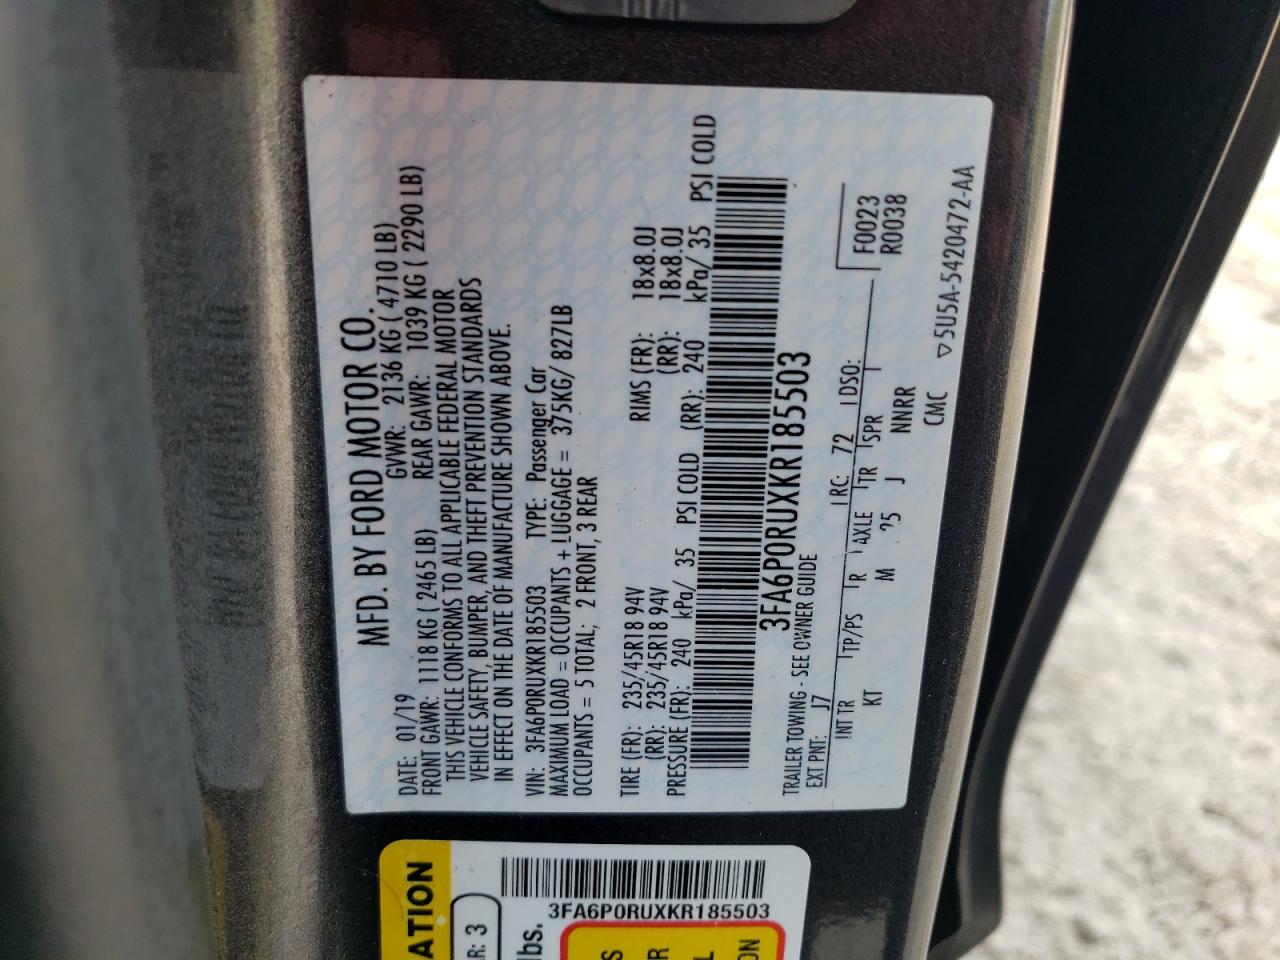 MFD. BY FORD MOTOR CO.
DATE: 01/19 GVWR: 2136 KG ( 4710 LB)
FRONT GAWR: 1118 KG ( 2465 LB) REAR GAWR: 1039 KG ( 2290 LB)
THIS VEHICLE CONFORMS TO ALL APPLICABLE FEDERAL MOTOR
VEHICLE SAFETY, BUMPER, AND THEFT PREVENTION STANDARDS
IN EFFECT ON THE DATE OF MANUFACTURE SHOWN ABOVE.
VIN: 3FA6P0RUXKR185503 TYPE: Passenger Car
MAXIMUM LOAD = OCCUPANTS + LUGGAGE = 375KG/ 827LB
OCCUPANTS = 5 TOTAL; 2 FRONT, 3 REAR
TIRE (FR): 235/45R18 94V RIMS (FR): 18x8.0J
(RR): 235/45R18 94V (RR): 18x8.0J
PRESSURE (FR): 240 kPa/ 35 PSI COLD (RR): 240 kPa/ 35 PSI COLD
3FA6P0RUXKR185503
TRAILER TOWING - SEE OWNER GUIDE
EXT PNT: J7 RC: 72 DSO: F0023
R0038
INT TR TP/PS R AXLE TR SPR
KT M 25 J NNRR
CMC
5U5A-5420472-AA
ATION
R: 3
3FA6P0RUXKR185503
lbs.
S
R
L
ON